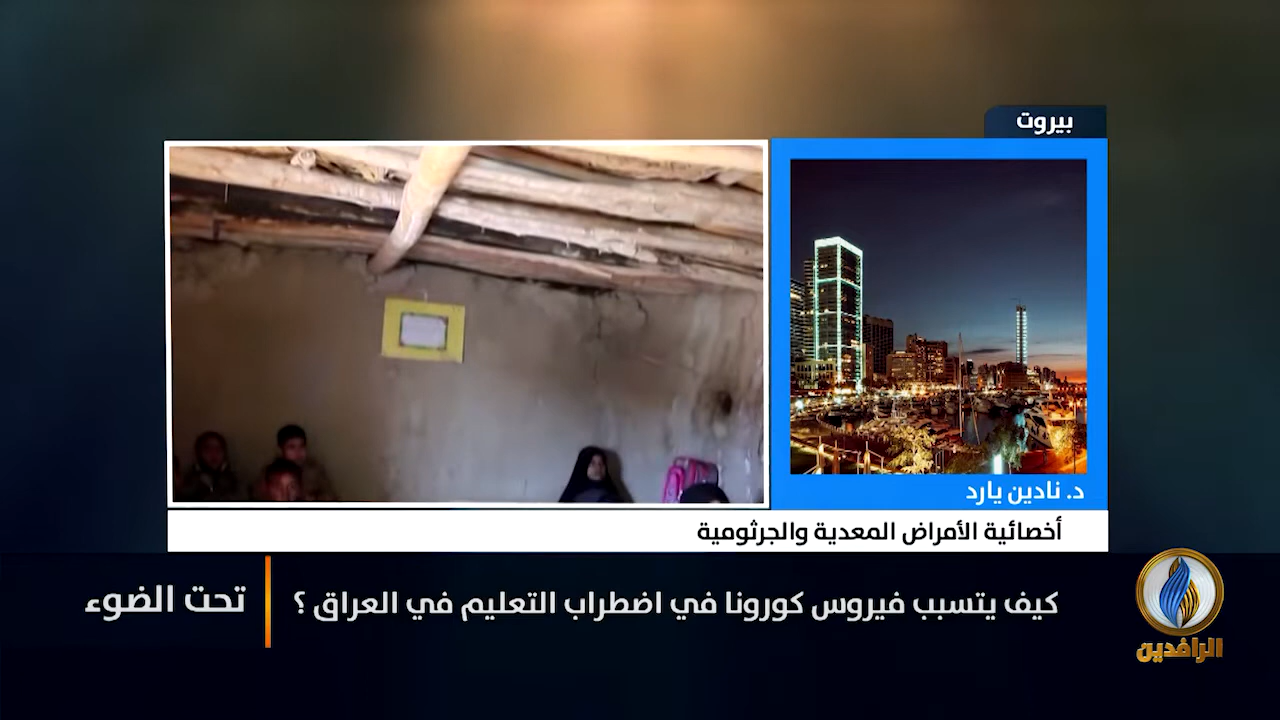 بيروت
د. نادين يارد
أخصائية الأمراض المعدية والجرثومية
كيف يتسبب فيروس كورونا في اضطراب التعليم في العراق ؟
تحت الضوء
الرافدين